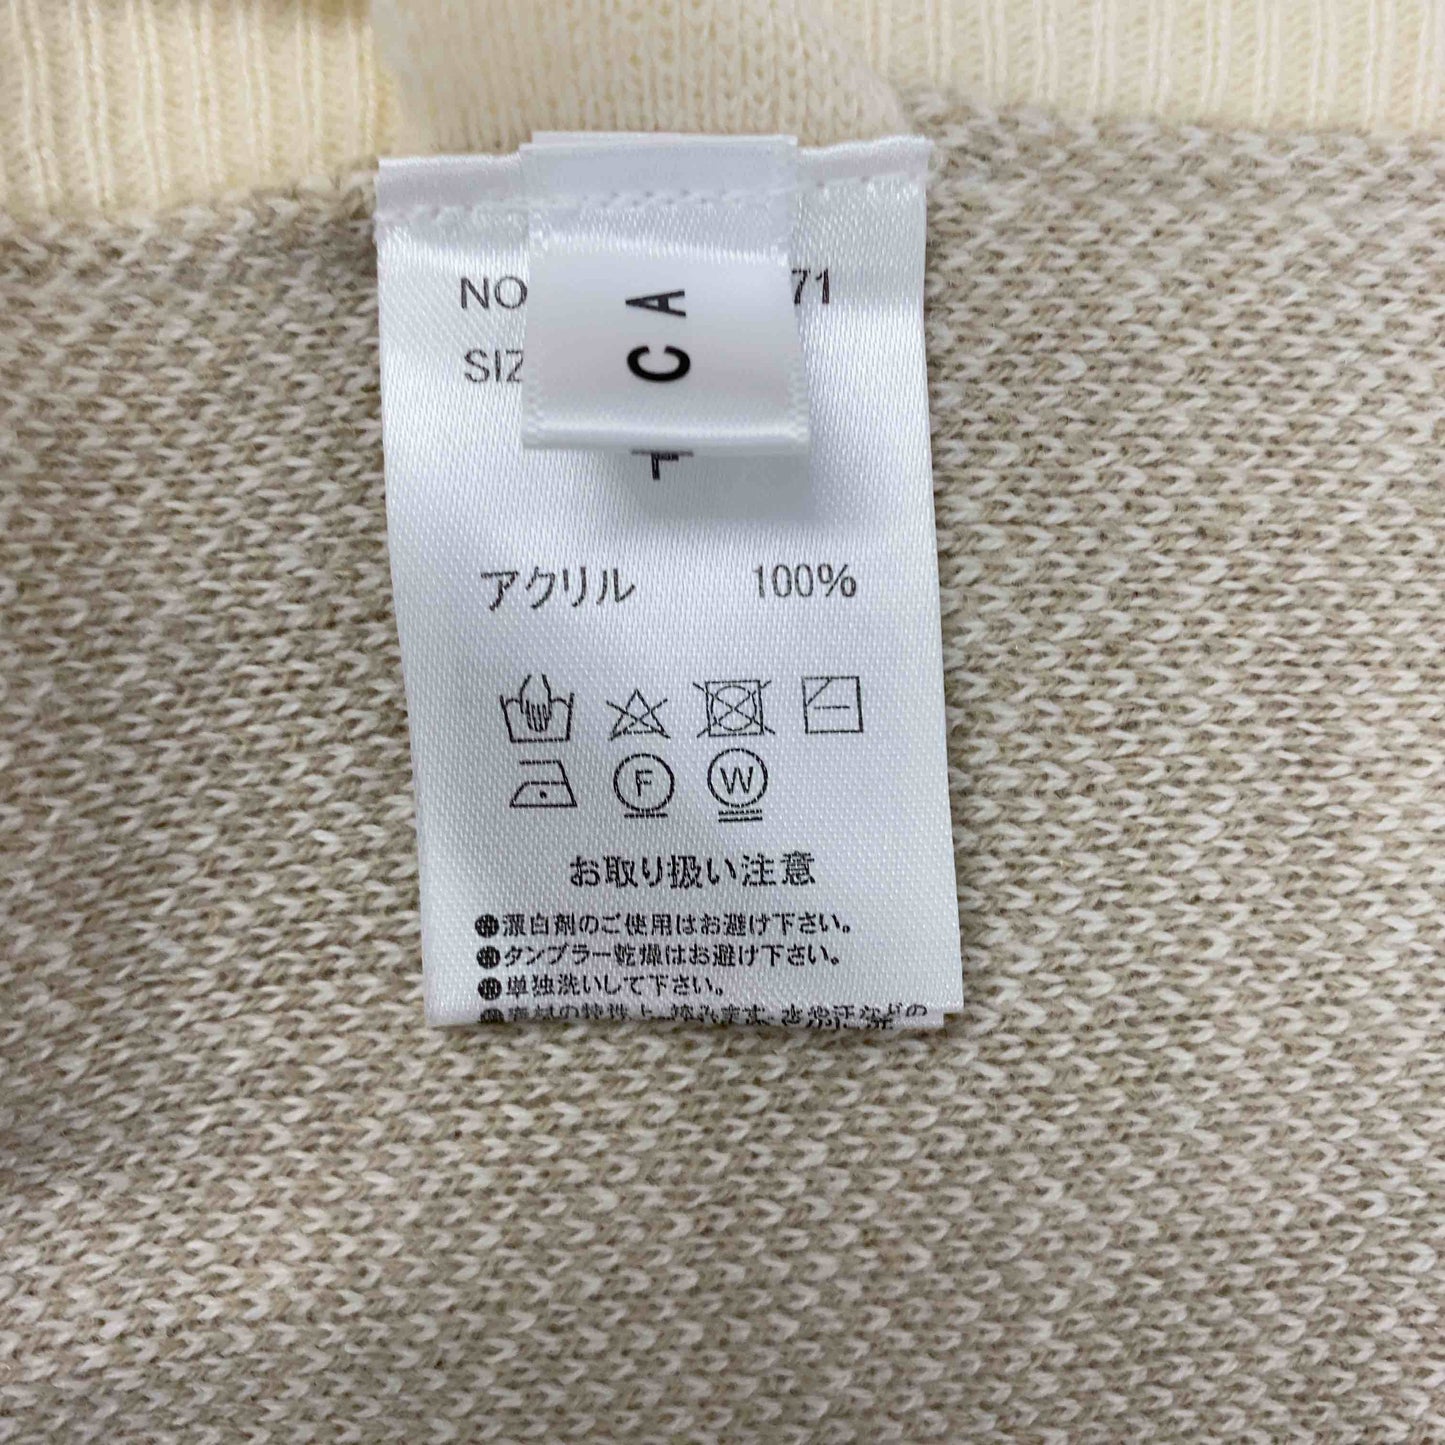 NO 71
SIZ
C A
アクリル 100%
F W
お取り扱い注意
●漂白剤のご使用はお避け下さい。
●タンブラー乾燥はお避け下さい。
●単独洗いして下さい。